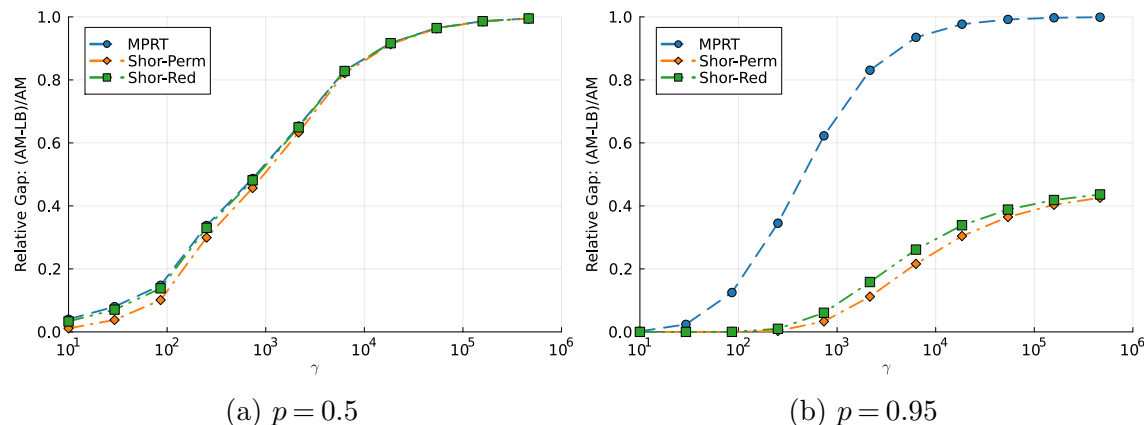 Relative Gap: (AM-LB)/AM
1.0
0.8
0.6
0.4
0.2
0.0
MPRT
Shor-Perm
Shor-Red
10^1 10^2 10^3 10^4 10^5 10^6
γ
(a) p = 0.5
Relative Gap: (AM-LB)/AM
1.0
0.8
0.6
0.4
0.2
0.0
MPRT
Shor-Perm
Shor-Red
10^1 10^2 10^3 10^4 10^5 10^6
γ
(b) p = 0.95